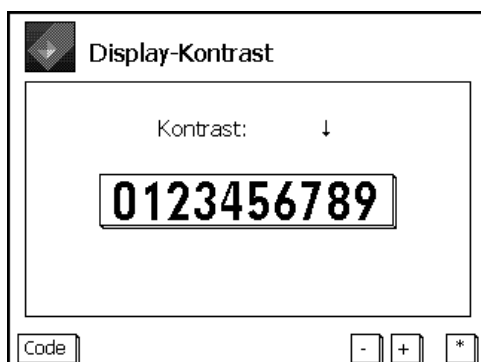 Display-Kontrast
Kontrast: ↓
0123456789
Code - + *